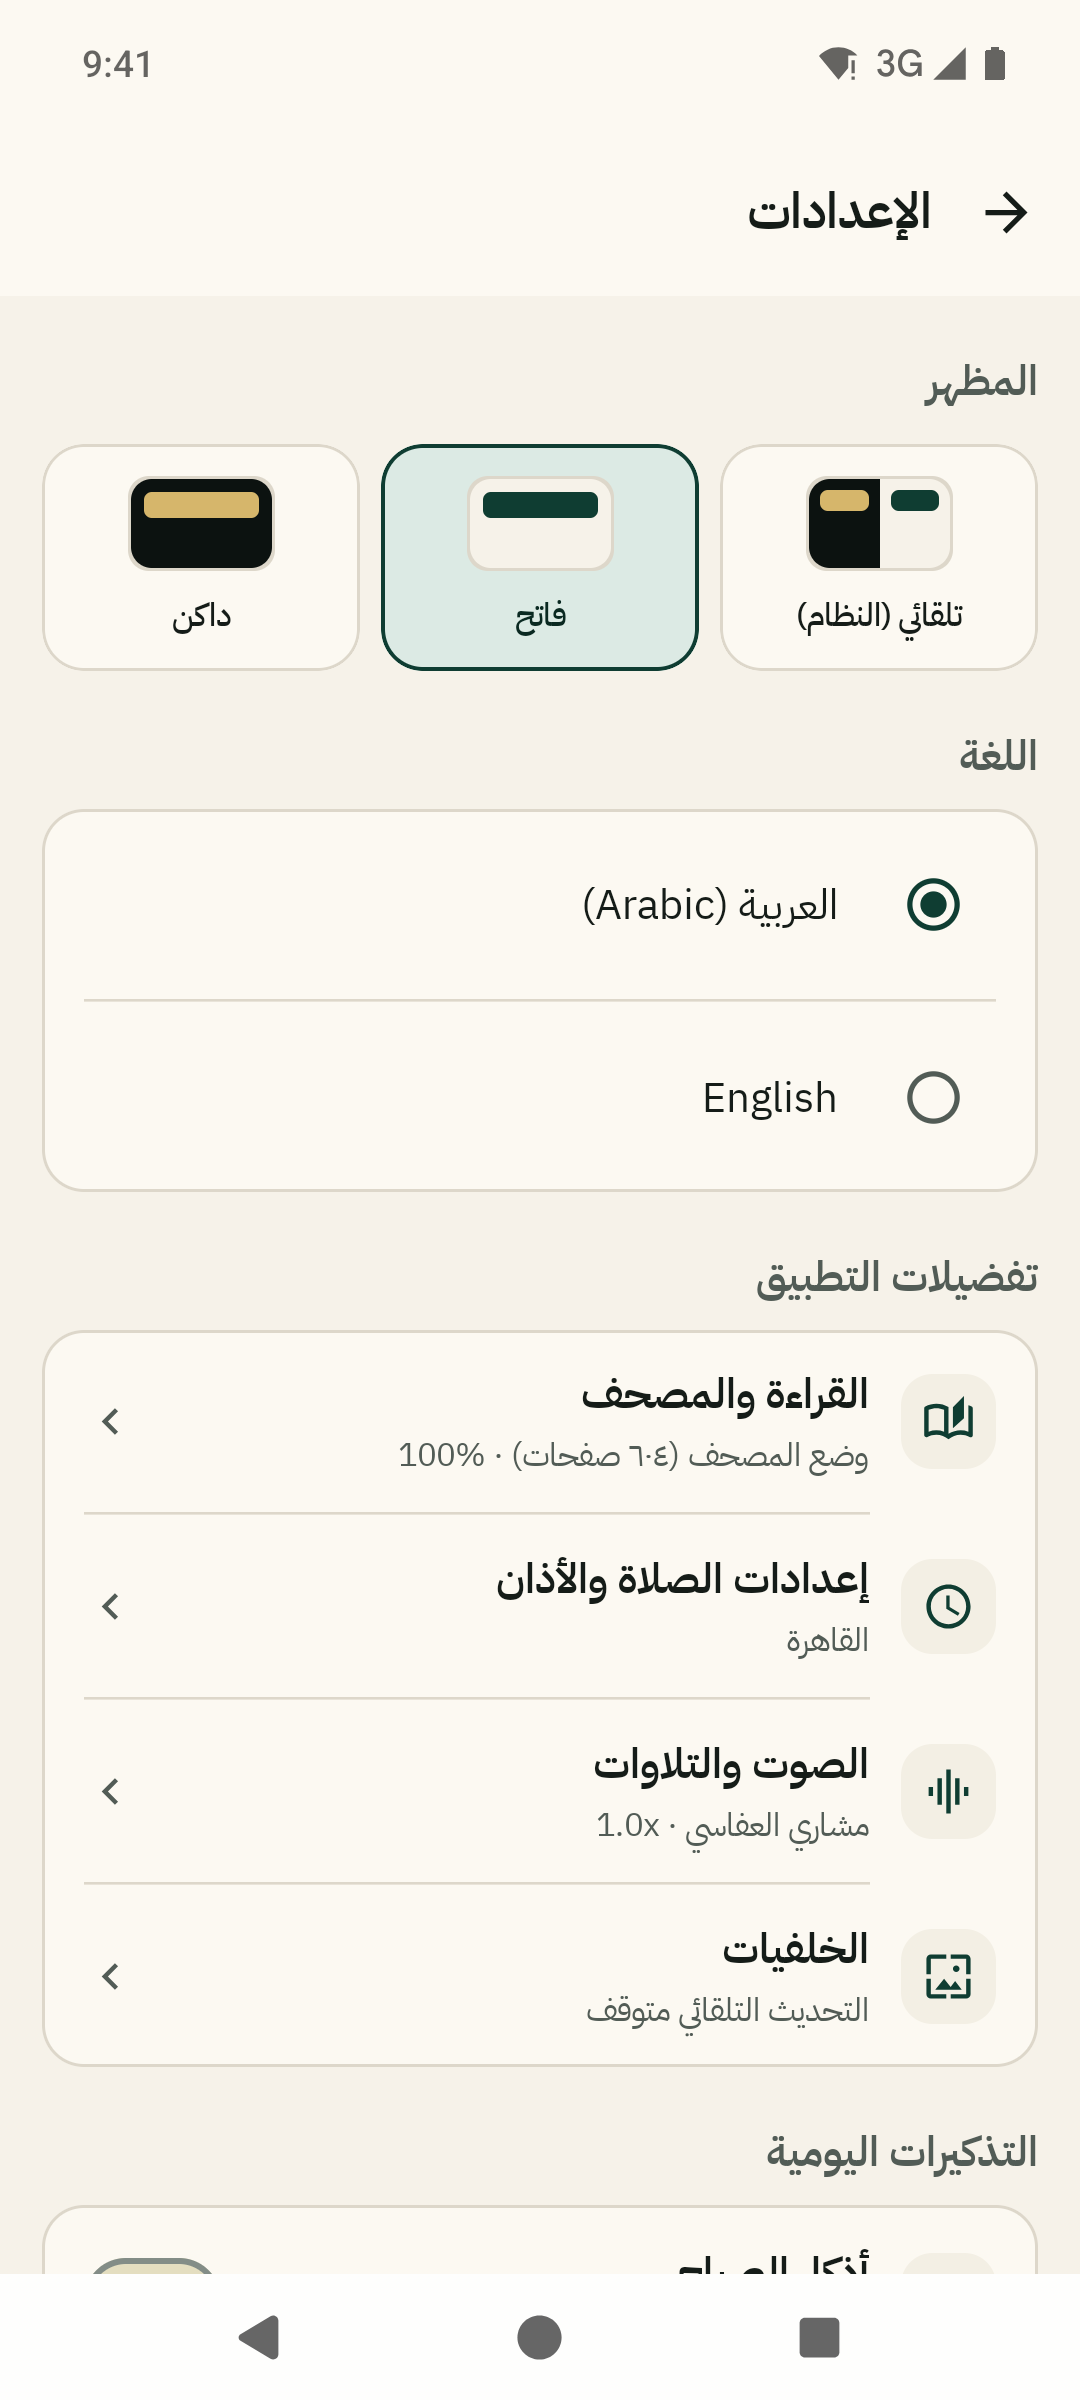 9:41
3G
الإعدادات
المظهر
تلقائي (النظام)
فاتح
داكن
اللغة
العربية (Arabic)
English
تفضيلات التطبيق
القراءة والمصحف
وضع المصحف (٦٠٤ صفحات) · 100%
إعدادات الصلاة والأذان
القاهرة
الصوت والتلاوات
مشاري العفاسي · 1.0x
الخلفيات
التحديث التلقائي متوقف
التذكيرات اليومية